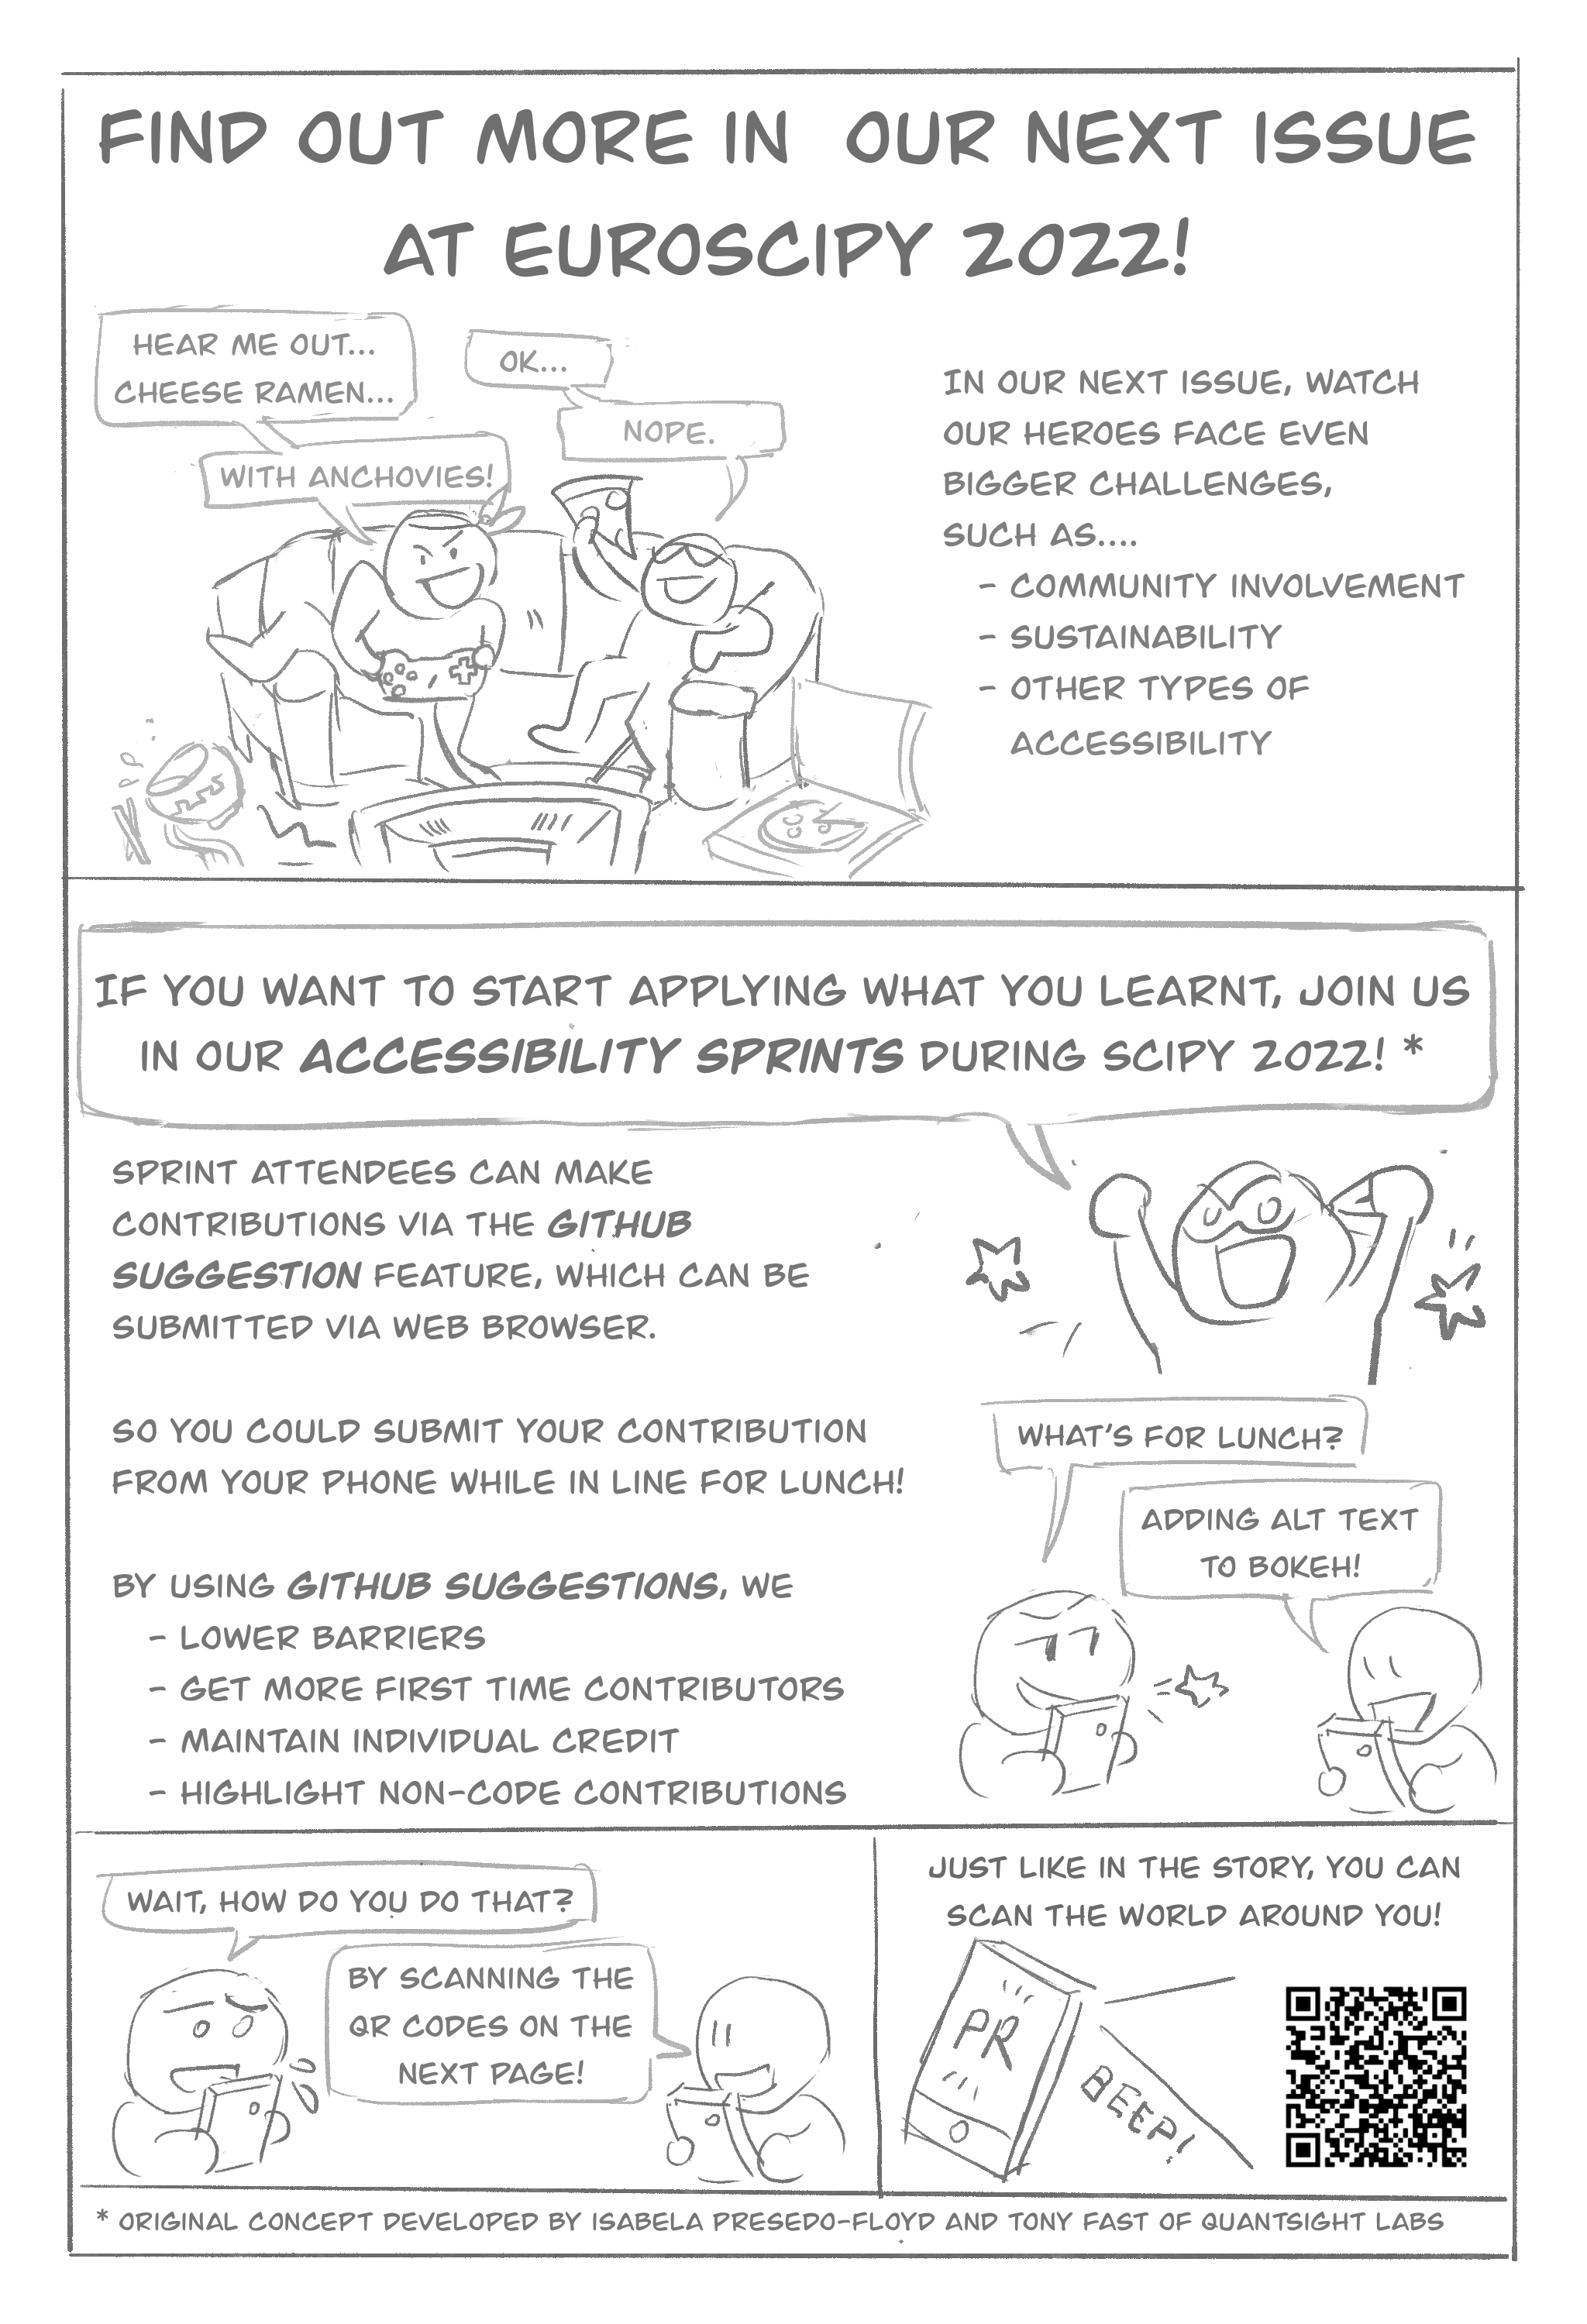 FIND OUT MORE IN OUR NEXT ISSUE
AT EUROSCIPY 2022!
HEAR ME OUT...
CHEESE RAMEN...
WITH ANCHOVIES!
OK...
NOPE.
IN OUR NEXT ISSUE, WATCH
OUR HEROES FACE EVEN
BIGGER CHALLENGES,
SUCH AS....
- COMMUNITY INVOLVEMENT
- SUSTAINABILITY
- OTHER TYPES OF
ACCESSIBILITY
IF YOU WANT TO START APPLYING WHAT YOU LEARNT, JOIN US
IN OUR ACCESSIBILITY SPRINTS DURING SCIPY 2022! *
SPRINT ATTENDEES CAN MAKE
CONTRIBUTIONS VIA THE GITHUB
SUGGESTION FEATURE, WHICH CAN BE
SUBMITTED VIA WEB BROWSER.
SO YOU COULD SUBMIT YOUR CONTRIBUTION
FROM YOUR PHONE WHILE IN LINE FOR LUNCH!
BY USING GITHUB SUGGESTIONS, WE
- LOWER BARRIERS
- GET MORE FIRST TIME CONTRIBUTORS
- MAINTAIN INDIVIDUAL CREDIT
- HIGHLIGHT NON-CODE CONTRIBUTIONS
WHAT'S FOR LUNCH?
ADDING ALT TEXT
TO BOKEH!
WAIT, HOW DO YOU DO THAT?
BY SCANNING THE
QR CODES ON THE
NEXT PAGE!
JUST LIKE IN THE STORY, YOU CAN
SCAN THE WORLD AROUND YOU!
PR
BEEP!
* ORIGINAL CONCEPT DEVELOPED BY ISABELA PRESEDO-FLOYD AND TONY FAST OF QUANTSIGHT LABS